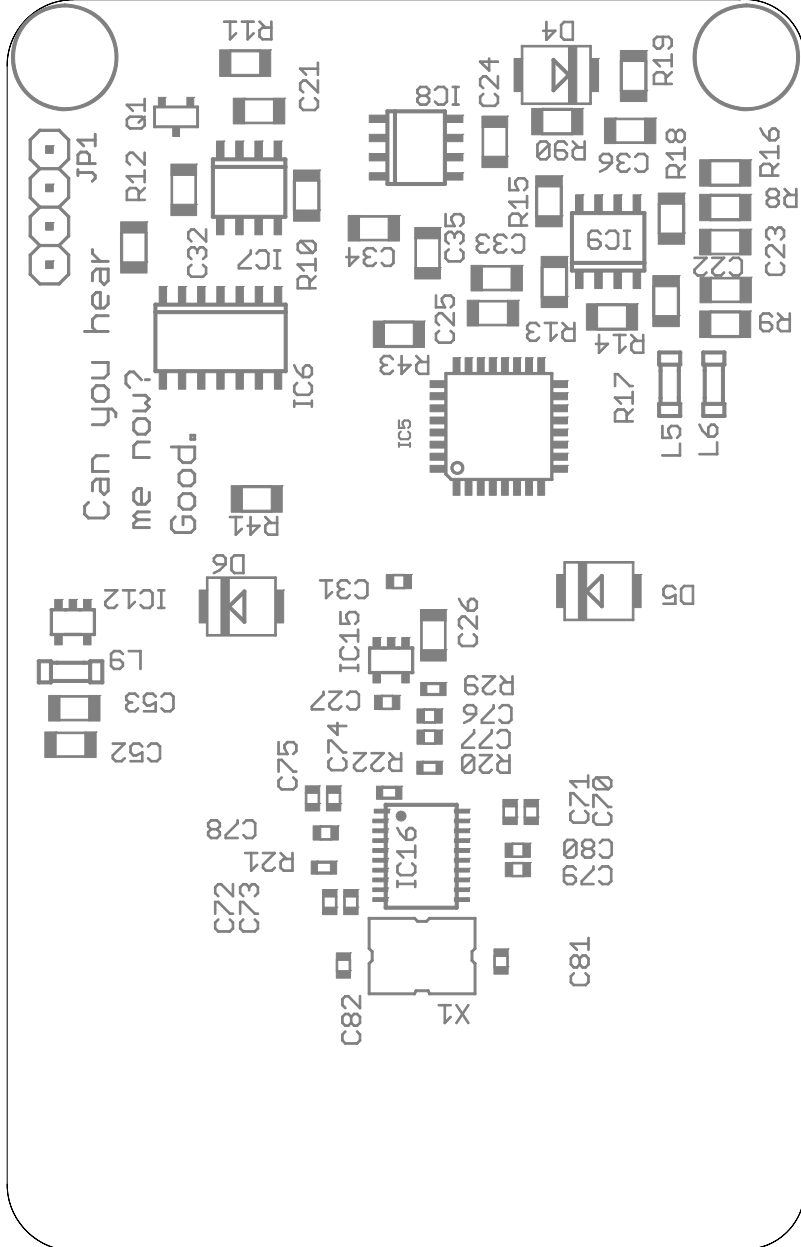 R11
D4
R19
C21
C24
IC8
Q1
JP1
R90
C36
R18
R16
R12
R15
R8
C32
IC7
R10
C34
C35
C33
IC9
C22
C23
C25
R13
R14
R9
R43
IC6
R17
IC5
L5
L6
Can you hear
me now?
Good.
R41
D6
C31
D5
IC12
IC15
C26
L9
C53
C27
R29
C76
C77
C52
C75
C74
R22
R20
C71
C70
C78
R21
IC16
C80
C79
C72
C73
C81
C82
X1